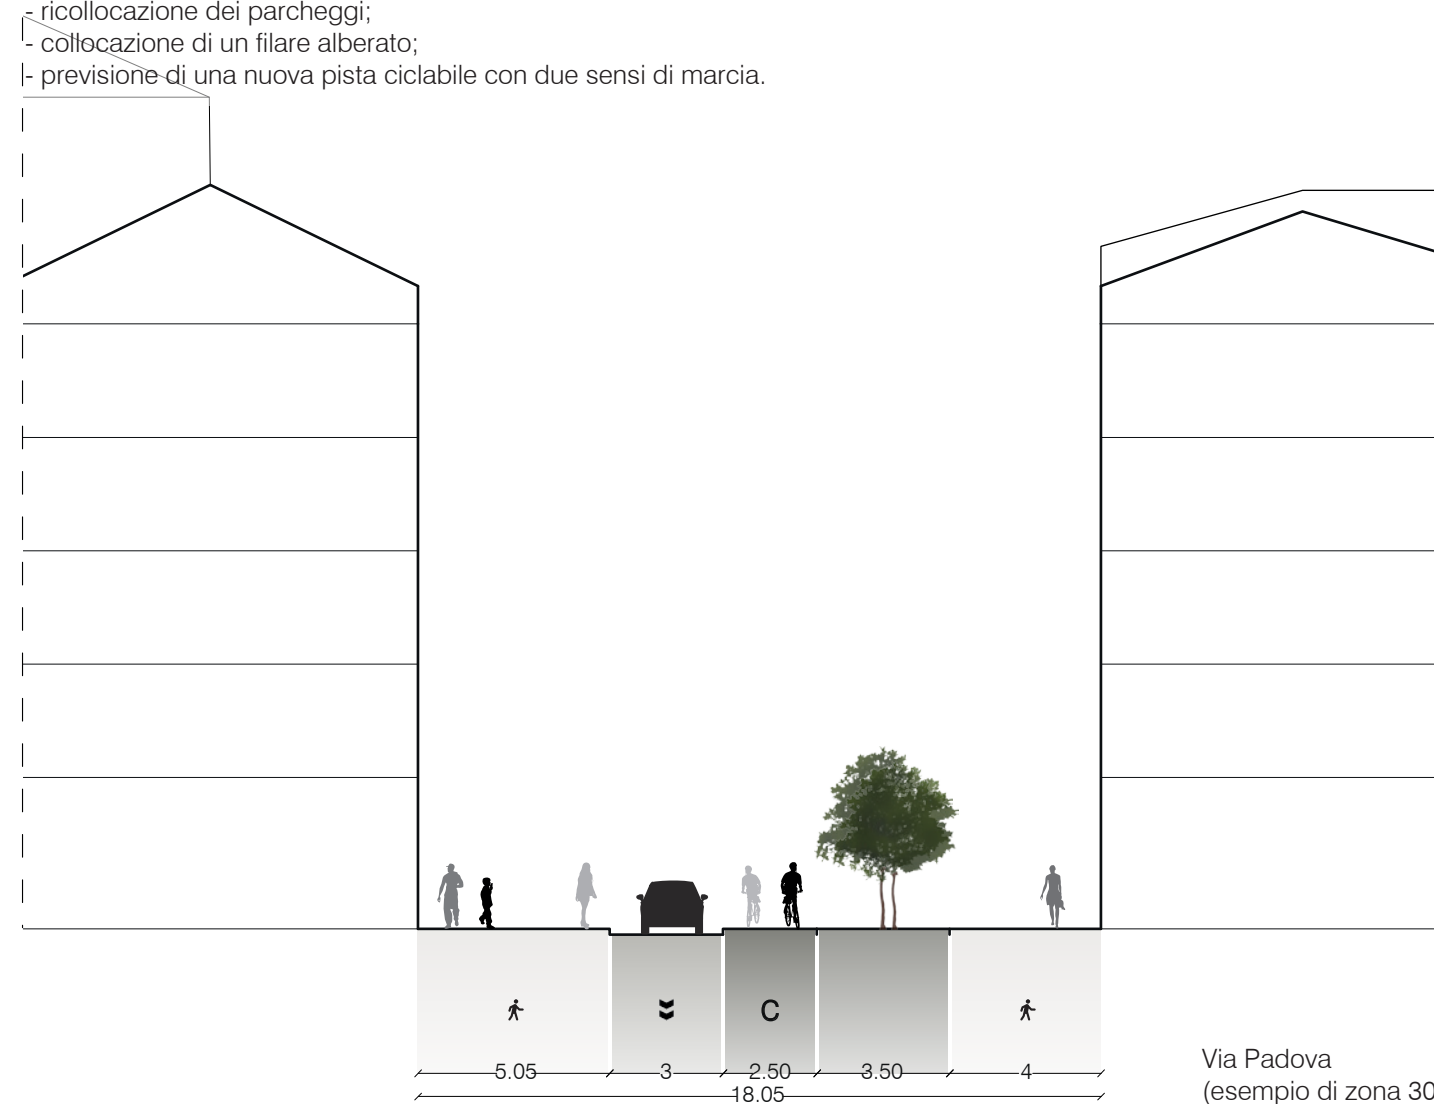 - ricollocazione dei parcheggi;
- collocazione di un filare alberato;
- previsione di una nuova pista ciclabile con due sensi di marcia.
C
5.05 3 2.50 3.50 4
18.05
Via Padova
(esempio di zona 30